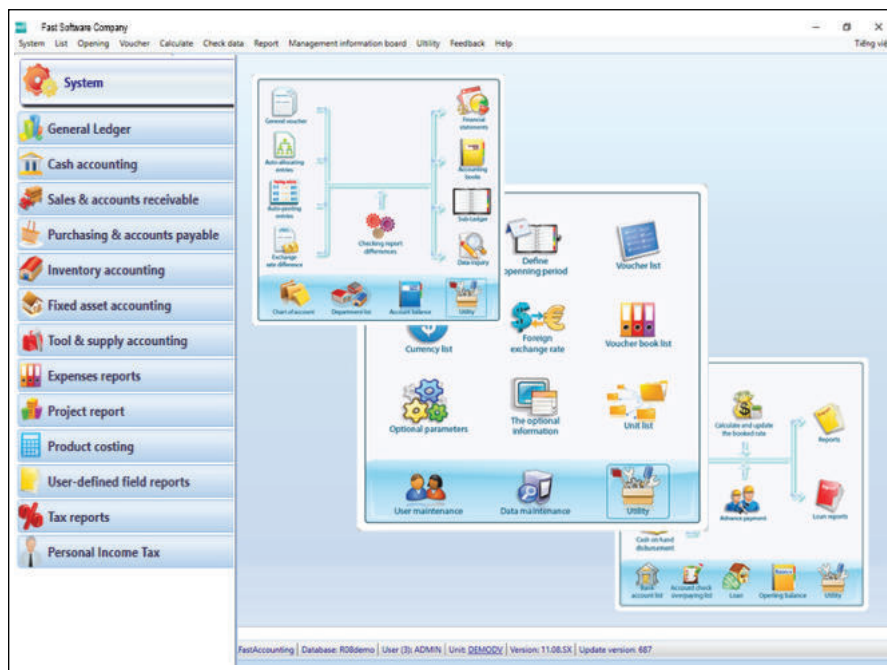 Fast Software Company
System List Opening Voucher Calculate Check data Report Management information board Utility Feedback Help
Tiếng việ
System
General Ledger
Cash accounting
Sales & accounts receivable
Purchasing & accounts payable
Inventory accounting
Fixed asset accounting
Tool & supply accounting
Expenses reports
Project report
Product costing
User-defined field reports
Tax reports
Personal Income Tax
General voucher
Auto-allocating
entries
Auto-posting
entries
Exchange
rate difference
Checking report
differences
Financial
statements
Accounting
books
Sub-Ledger
Data inquiry
Chart of account
Department list
Account balance
Utility
Define
openning period
Voucher list
Currency list
Foreign
exchange rate
Voucher book list
Optional parameters
The optional
information
Unit list
User maintenance
Data maintenance
Utility
Calculate and update
the booked rate
Reports
Advance payment
Loan reports
Cash on hand
disbursement
Bank
account list
Account check
overpaying list
Loan
Opening balance
Utility
FastAccounting Database: R08demo User (3): ADMIN Unit: DEMODV Version: 11.08.SX Update version: 687